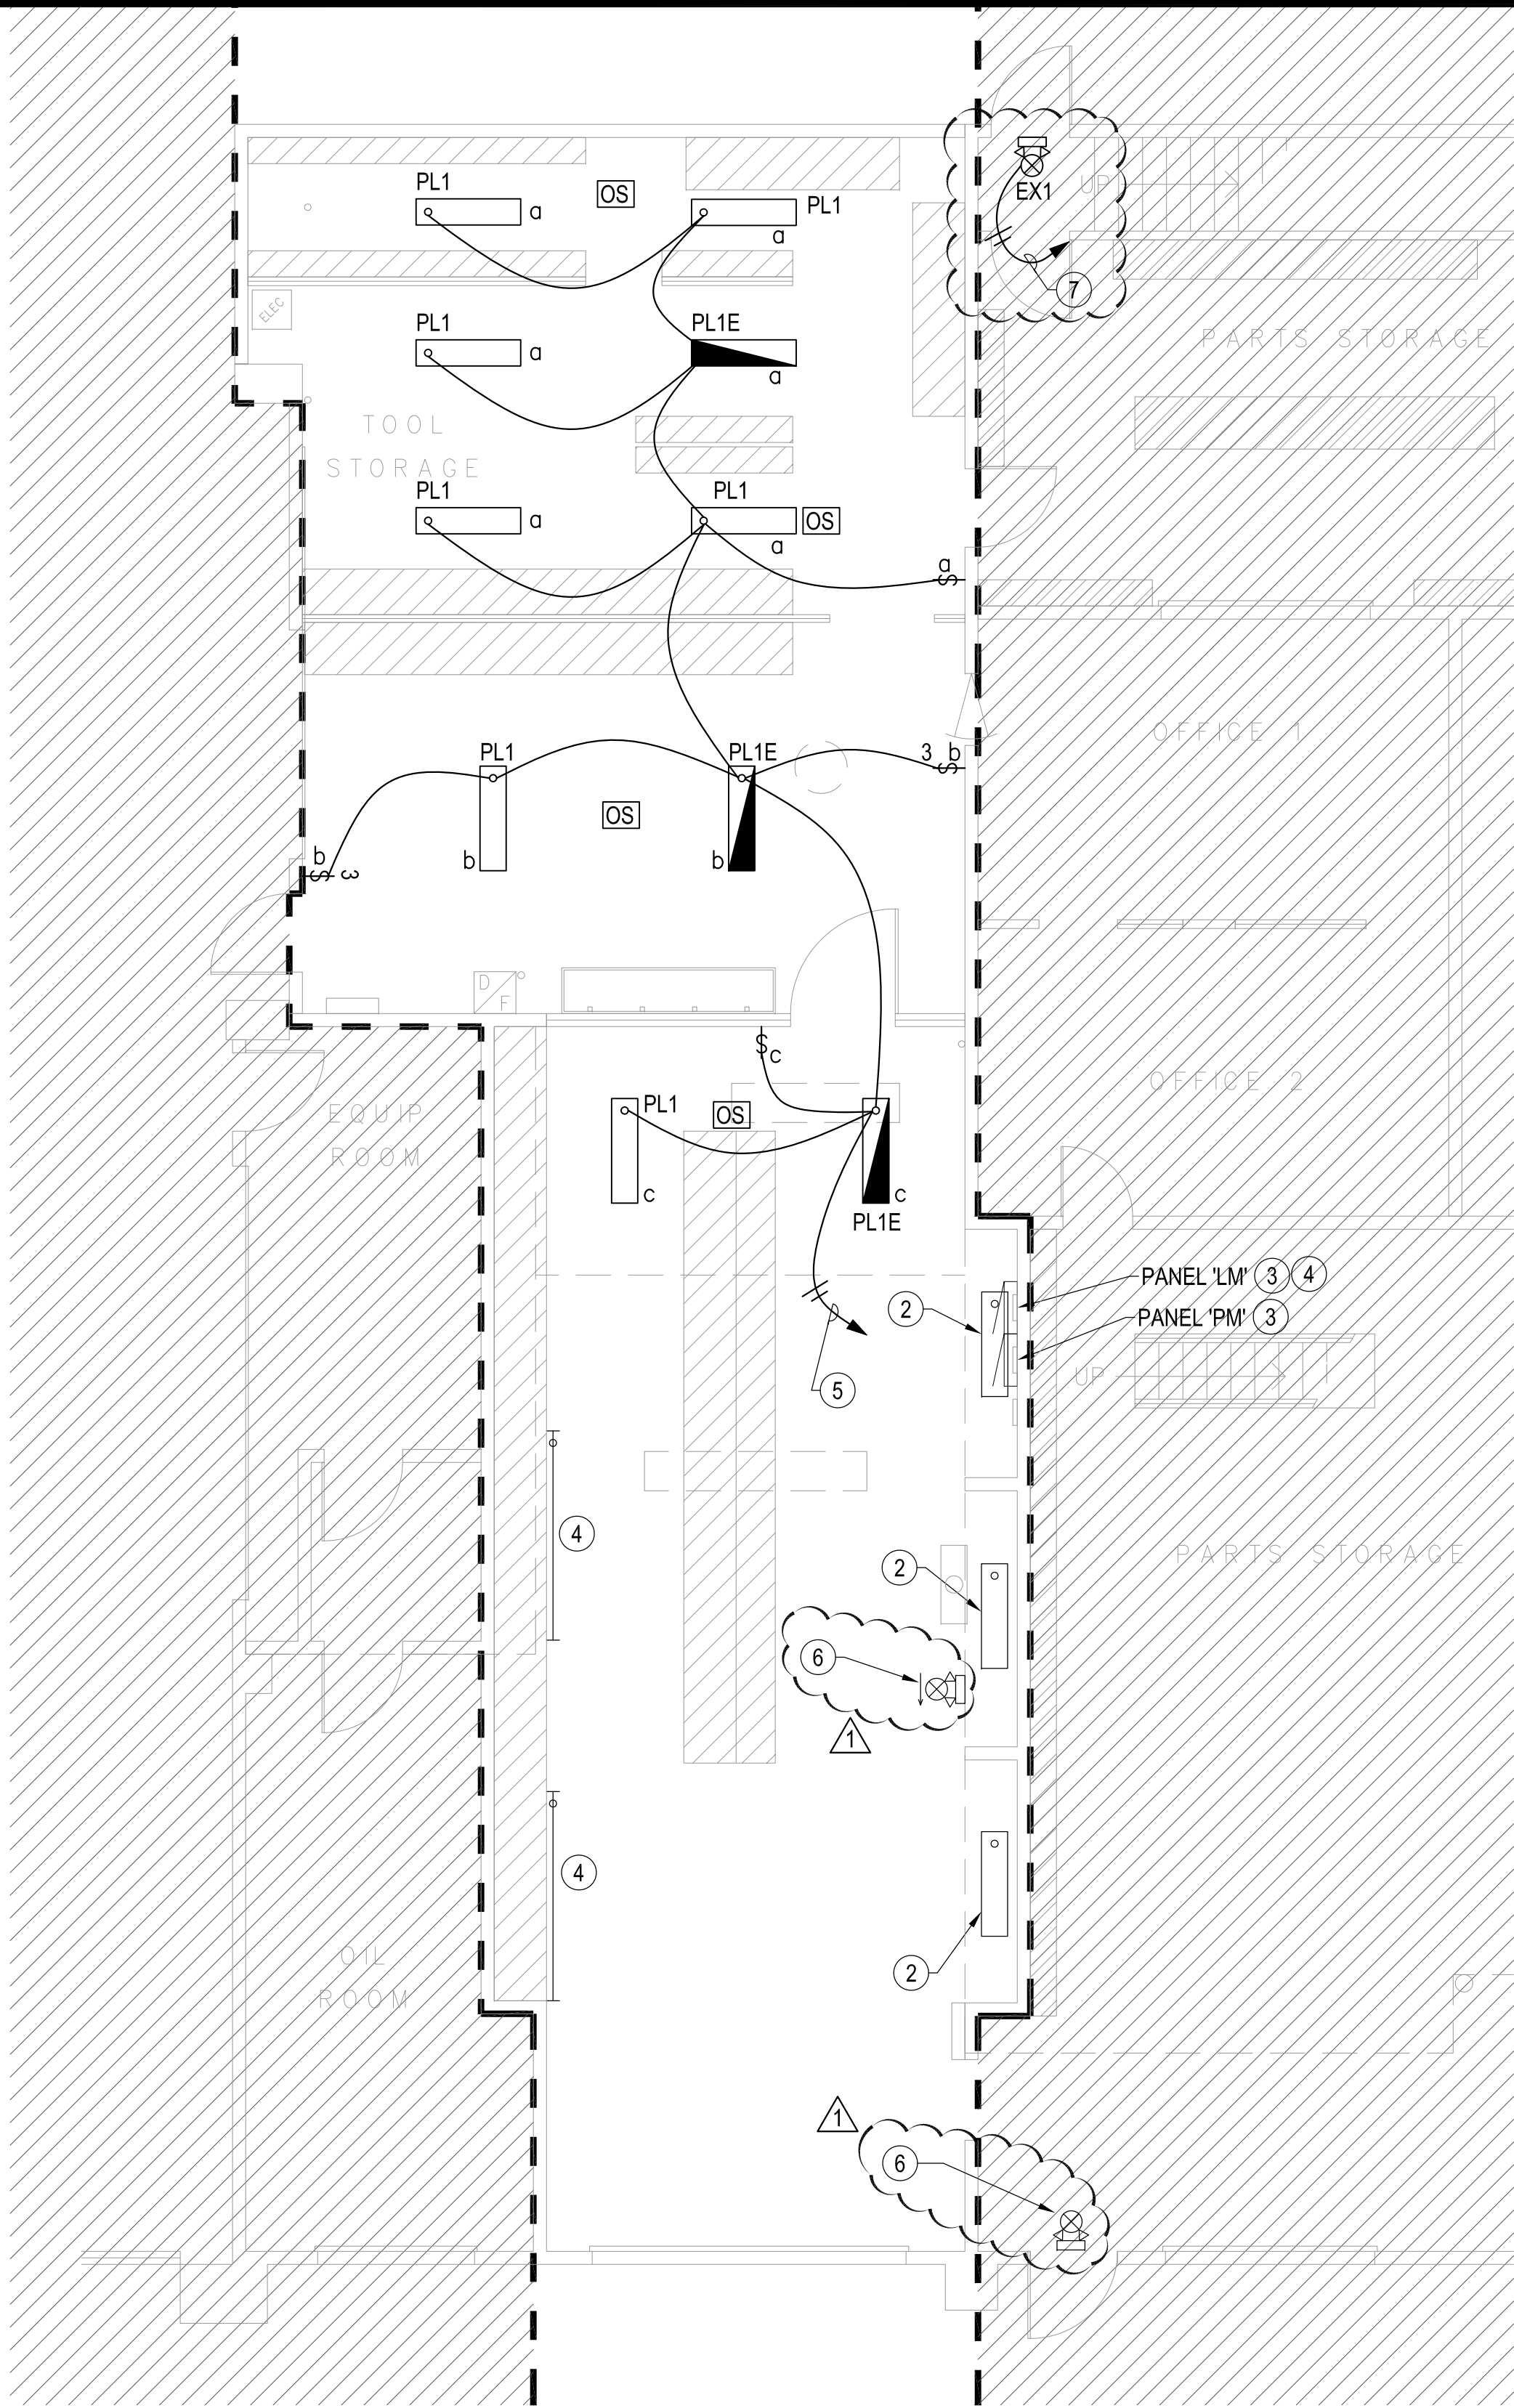 EX1
UP
7
PL1
OS
PL1
a
a
ELEC
PL1
PL1E
a
a
PARTS STORAGE
TOOL
STORAGE
PL1
PL1
OS
a
a
a
$
OFFICE 1
PL1
PL1E
3 b
$
OS
b
$ 3
b
b
D
F
$ c
OFFICE 2
EQUIP
ROOM
PL1
OS
c
c
PL1E
PANEL 'LM' 3 4
PANEL 'PM' 3
2
UP
5
4
2
PARTS STORAGE
6
1
4
2
OIL
ROOM
1
6